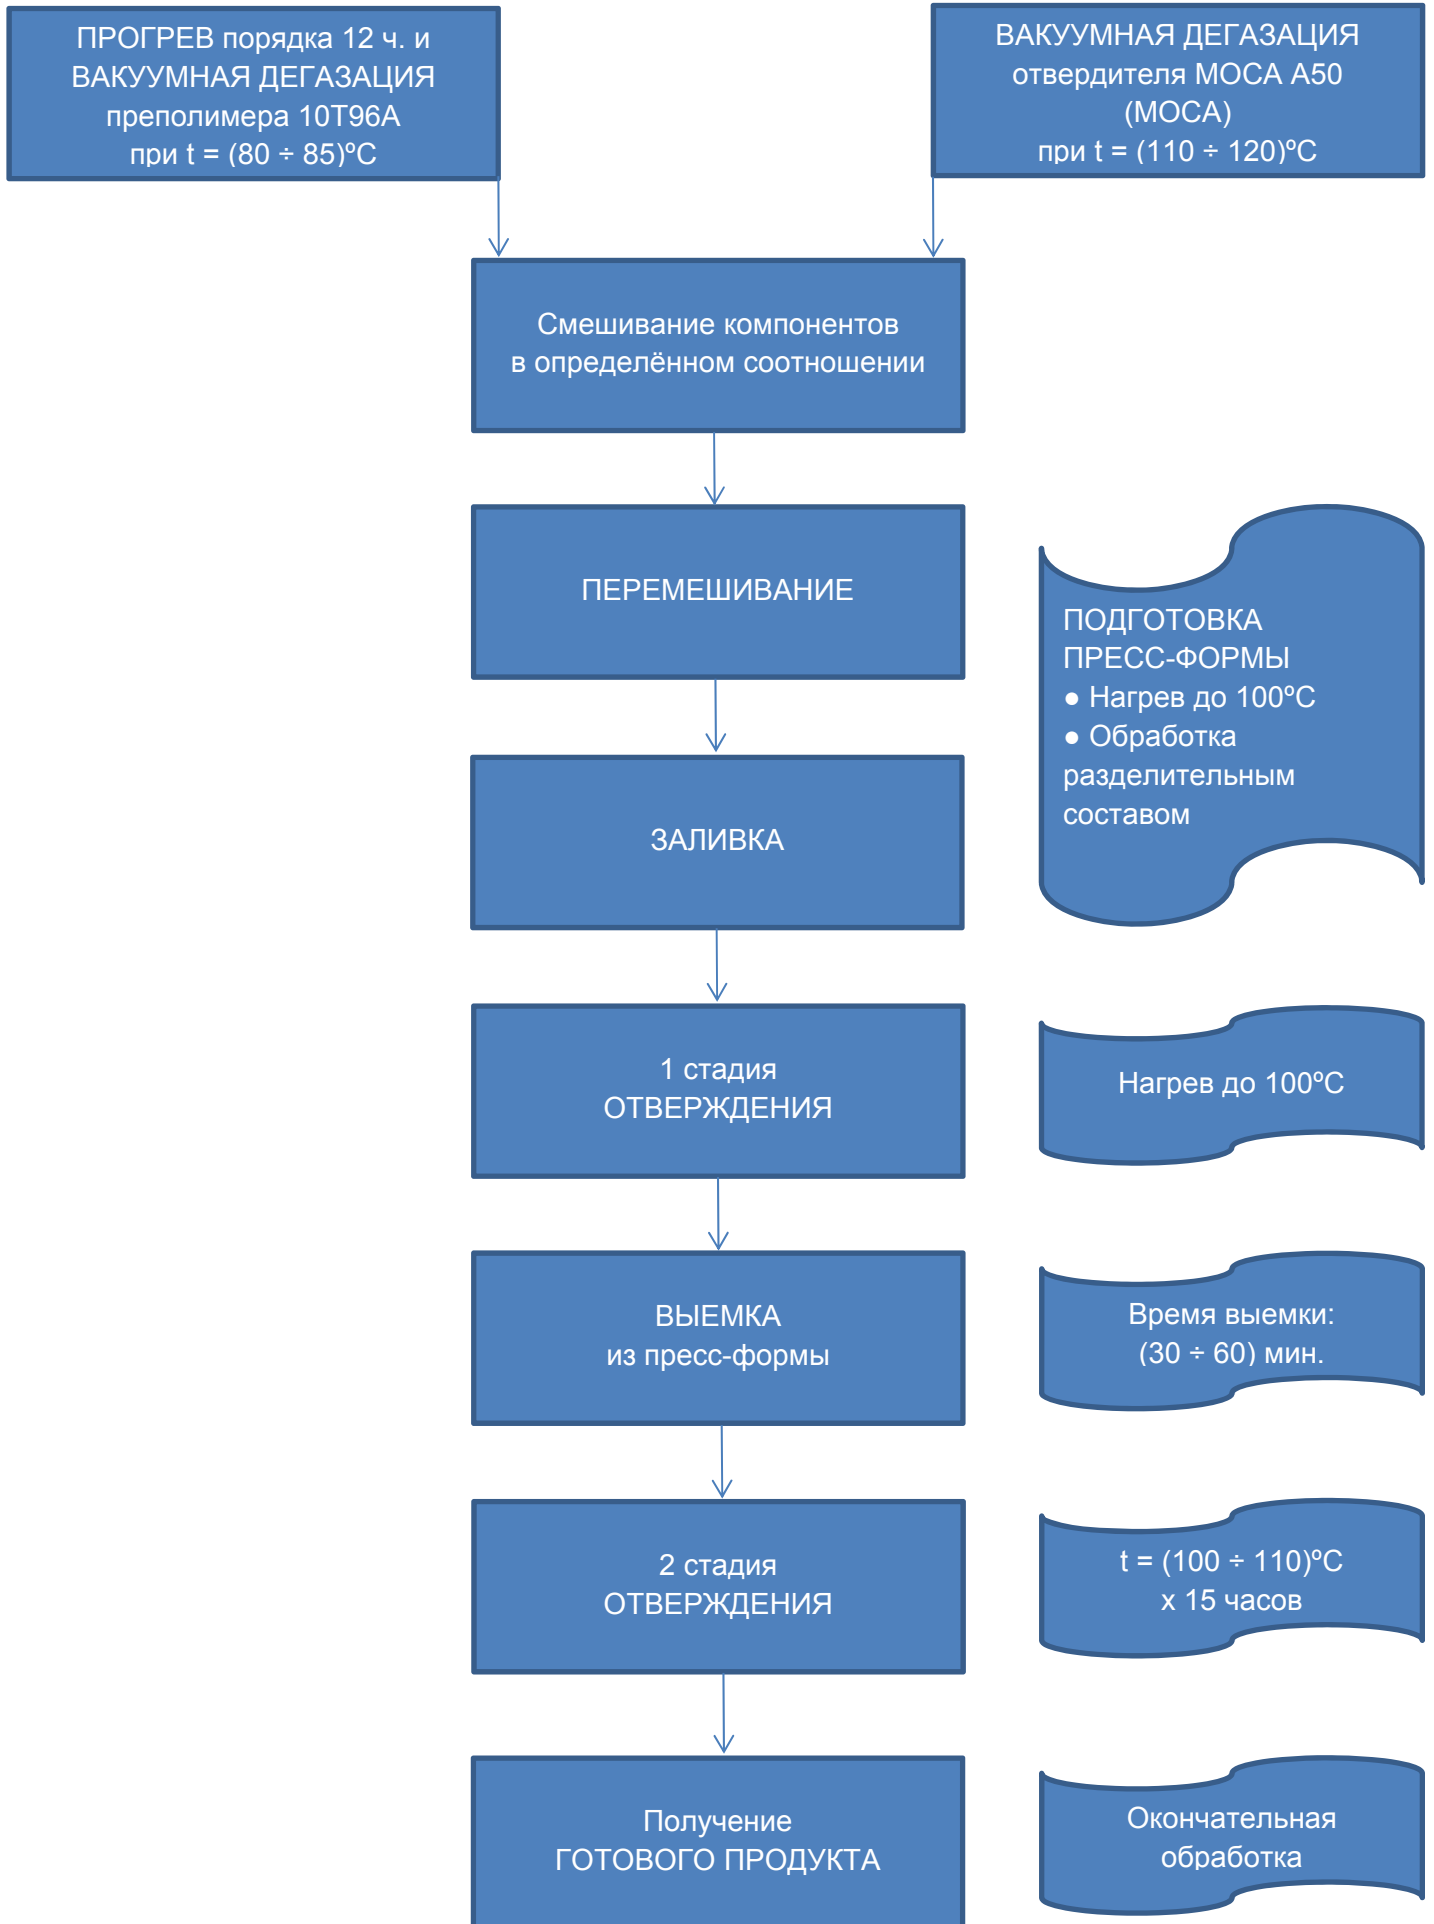 ПРОГРЕВ порядка 12 ч. и
ВАКУУМНАЯ ДЕГАЗАЦИЯ
преполимера 10Т96А
при t = (80 ÷ 85)ºС
ВАКУУМНАЯ ДЕГАЗАЦИЯ
отвердителя МОСА А50
(МОСА)
при t = (110 ÷ 120)ºС
Смешивание компонентов
в определённом соотношении
ПЕРЕМЕШИВАНИЕ
ПОДГОТОВКА
ПРЕСС-ФОРМЫ
● Нагрев до 100ºС
● Обработка
разделительным
составом
ЗАЛИВКА
1 стадия
ОТВЕРЖДЕНИЯ
Нагрев до 100ºС
ВЫЕМКА
из пресс-формы
Время выемки:
(30 ÷ 60) мин.
2 стадия
ОТВЕРЖДЕНИЯ
t = (100 ÷ 110)ºС
х 15 часов
Получение
ГОТОВОГО ПРОДУКТА
Окончательная
обработка